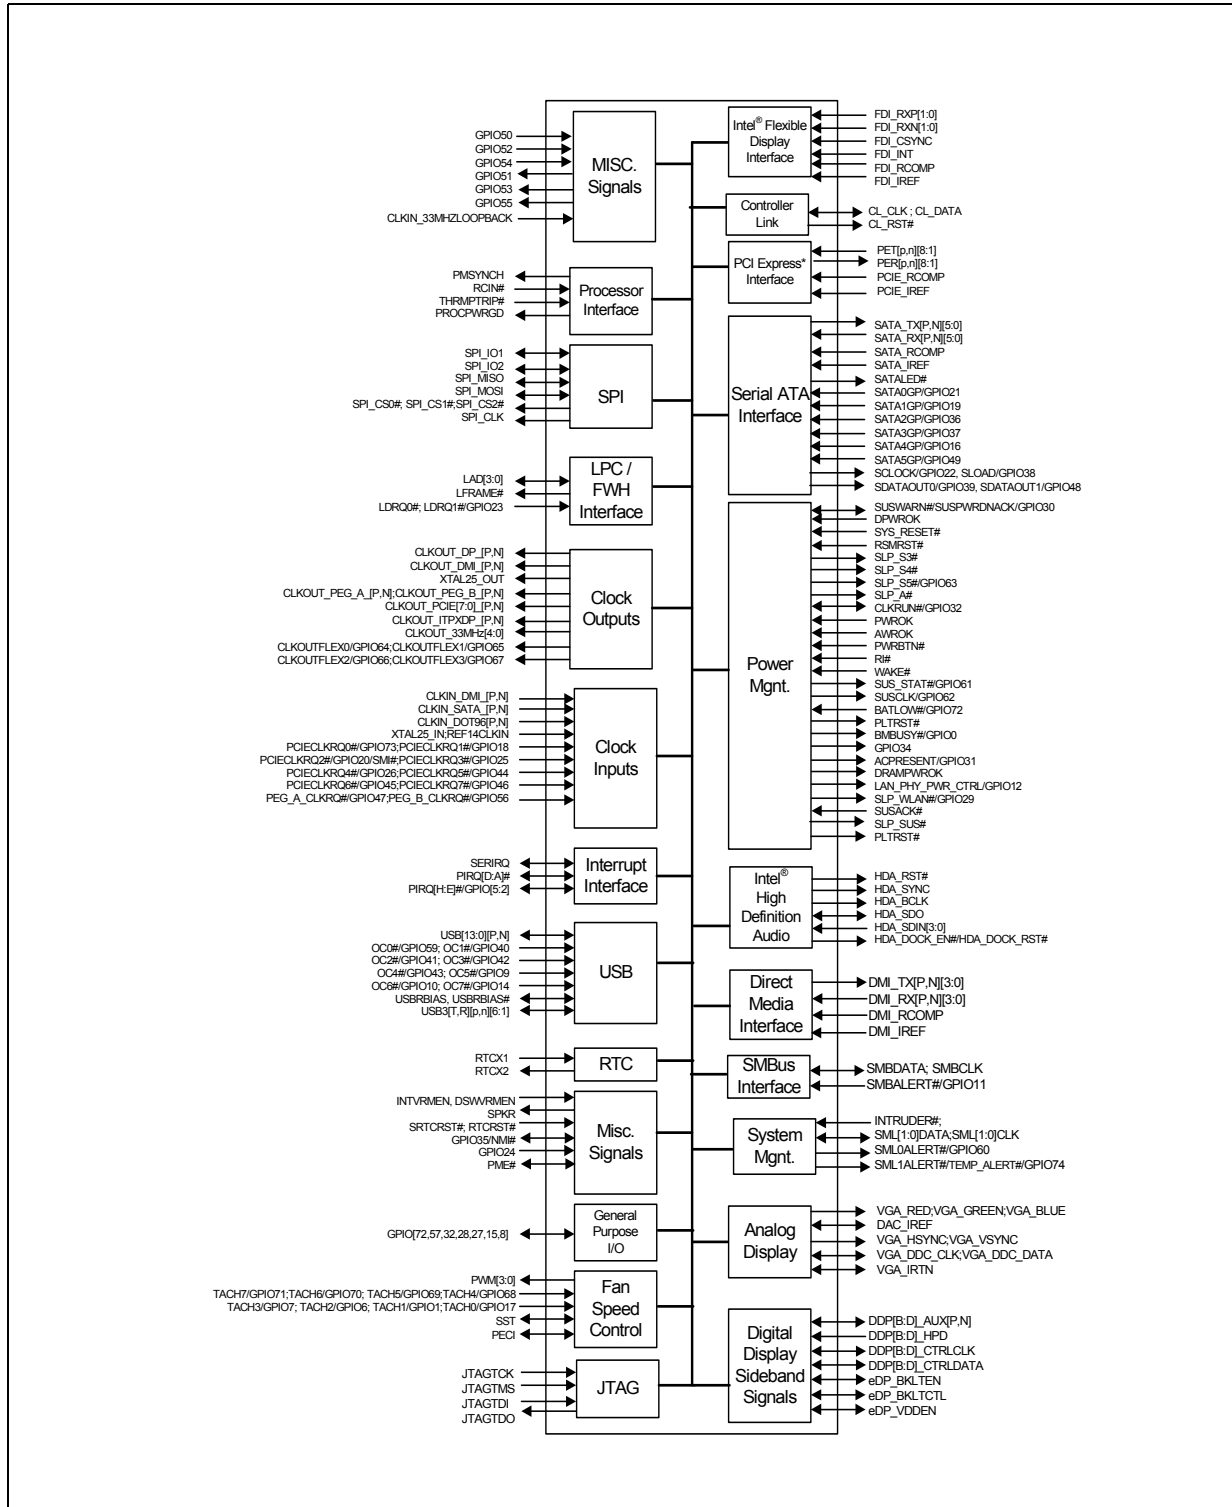 GPIO50
GPIO52
GPIO54
GPIO51
GPIO53
GPIO55
CLKIN_33MHZLOOPBACK
MISC.
Signals
PMSYNCH
RCIN#
THRMPTRIP#
PROCPWRGD
Processor
Interface
SPI_IO1
SPI_IO2
SPI_MISO
SPI_MOSI
SPI_CS0#; SPI_CS1#;SPI_CS2#
SPI_CLK
SPI
LAD[3:0]
LFRAME#
LDRQ0#; LDRQ1#/GPIO23
LPC /
FWH
Interface
CLKOUT_DP_[P,N]
CLKOUT_DMI_[P,N]
XTAL25_OUT
CLKOUT_PEG_A_[P,N];CLKOUT_PEG_B_[P,N]
CLKOUT_PCIE[7:0]_[P,N]
CLKOUT_ITPXDP_[P,N]
CLKOUT_33MHz[4:0]
CLKOUTFLEX0/GPIO64;CLKOUTFLEX1/GPIO65
CLKOUTFLEX2/GPIO66;CLKOUTFLEX3/GPIO67
Clock
Outputs
CLKIN_DMI_[P,N]
CLKIN_SATA_[P,N]
CLKIN_DOT96[P,N]
XTAL25_IN;REF14CLKIN
PCIECLKRQ0#/GPIO73;PCIECLKRQ1#/GPIO18
PCIECLKRQ2#/GPIO20/SMI#;PCIECLKRQ3#/GPIO25
PCIECLKRQ4#/GPIO26;PCIECLKRQ5#/GPIO44
PCIECLKRQ6#/GPIO45;PCIECLKRQ7#/GPIO46
PEG_A_CLKRQ#/GPIO47;PEG_B_CLKRQ#/GPIO56
Clock
Inputs
SERIRQ
PIRQ[D:A]#
PIRQ[H:E]#/GPIO[5:2]
Interrupt
Interface
USB[13:0][P,N]
OC0#/GPIO59; OC1#/GPIO40
OC2#/GPIO41; OC3#/GPIO42
OC4#/GPIO43; OC5#/GPIO9
OC6#/GPIO10; OC7#/GPIO14
USBRBIAS, USBRBIAS#
USB3[T,R][p,n][6:1]
USB
RTCX1
RTCX2
RTC
INTVRMEN, DSWVRMEN
SPKR
SRTCRST#; RTCRST#
GPIO35/NMI#
GPIO24
PME#
Misc.
Signals
GPIO[72,57,32,28,27,15,8]
General
Purpose
I/O
PWM[3:0]
TACH7/GPIO71;TACH6/GPIO70; TACH5/GPIO69;TACH4/GPIO68
TACH3/GPIO7; TACH2/GPIO6; TACH1/GPIO1;TACH0/GPIO17
SST
PECI
Fan
Speed
Control
JTAGTCK
JTAGTMS
JTAGTDI
JTAGTDO
JTAG
Intel® Flexible
Display
Interface
FDI_RXP[1:0]
FDI_RXN[1:0]
FDI_CSYNC
FDI_INT
FDI_RCOMP
FDI_IREF
Controller
Link
CL_CLK ; CL_DATA
CL_RST#
PCI Express*
Interface
PET[p,n][8:1]
PER[p,n][8:1]
PCIE_RCOMP
PCIE_IREF
Serial ATA
Interface
SATA_TX[P,N][5:0]
SATA_RX[P,N][5:0]
SATA_RCOMP
SATA_IREF
SATALED#
SATA0GP/GPIO21
SATA1GP/GPIO19
SATA2GP/GPIO36
SATA3GP/GPIO37
SATA4GP/GPIO16
SATA5GP/GPIO49
SCLOCK/GPIO22, SLOAD/GPIO38
SDATAOUT0/GPIO39, SDATAOUT1/GPIO48
Power
Mgnt.
SUSWARN#/SUSPWRDNACK/GPIO30
DPWROK
SYS_RESET#
RSMRST#
SLP_S3#
SLP_S4#
SLP_S5#/GPIO63
SLP_A#
CLKRUN#/GPIO32
PWROK
AWROK
PWRBTN#
RI#
WAKE#
SUS_STAT#/GPIO61
SUSCLK/GPIO62
BATLOW#/GPIO72
PLTRST#
BMBUSY#/GPIO0
GPIO34
ACPRESENT/GPIO31
DRAMPWROK
LAN_PHY_PWR_CTRL/GPIO12
SLP_WLAN#/GPIO29
SUSACK#
SLP_SUS#
PLTRST#
Intel®
High
Definition
Audio
HDA_RST#
HDA_SYNC
HDA_BCLK
HDA_SDO
HDA_SDIN[3:0]
HDA_DOCK_EN#/HDA_DOCK_RST#
Direct
Media
Interface
DMI_TX[P,N][3:0]
DMI_RX[P,N][3:0]
DMI_RCOMP
DMI_IREF
SMBus
Interface
SMBDATA; SMBCLK
SMBALERT#/GPIO11
System
Mgnt.
INTRUDER#;
SML[1:0]DATA;SML[1:0]CLK
SML0ALERT#/GPIO60
SML1ALERT#/TEMP_ALERT#/GPIO74
Analog
Display
VGA_RED;VGA_GREEN;VGA_BLUE
DAC_IREF
VGA_HSYNC;VGA_VSYNC
VGA_DDC_CLK;VGA_DDC_DATA
VGA_IRTN
Digital
Display
Sideband
Signals
DDP[B:D]_AUX[P,N]
DDP[B:D]_HPD
DDP[B:D]_CTRLCLK
DDP[B:D]_CTRLDATA
eDP_BKLTEN
eDP_BKLTCTL
eDP_VDDEN